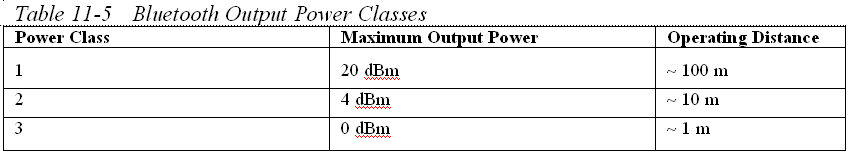 Table 11-5 Bluetooth Output Power Classes
Power Class Maximum Output Power Operating Distance
1 20 dBm ~ 100 m
2 4 dBm ~ 10 m
3 0 dBm ~ 1 m